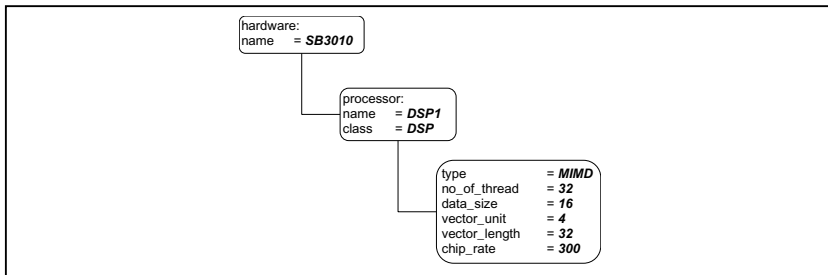 hardware:
name = SB3010
processor:
name = DSP1
class = DSP
type = MIMD
no_of_thread = 32
data_size = 16
vector_unit = 4
vector_length = 32
chip_rate = 300